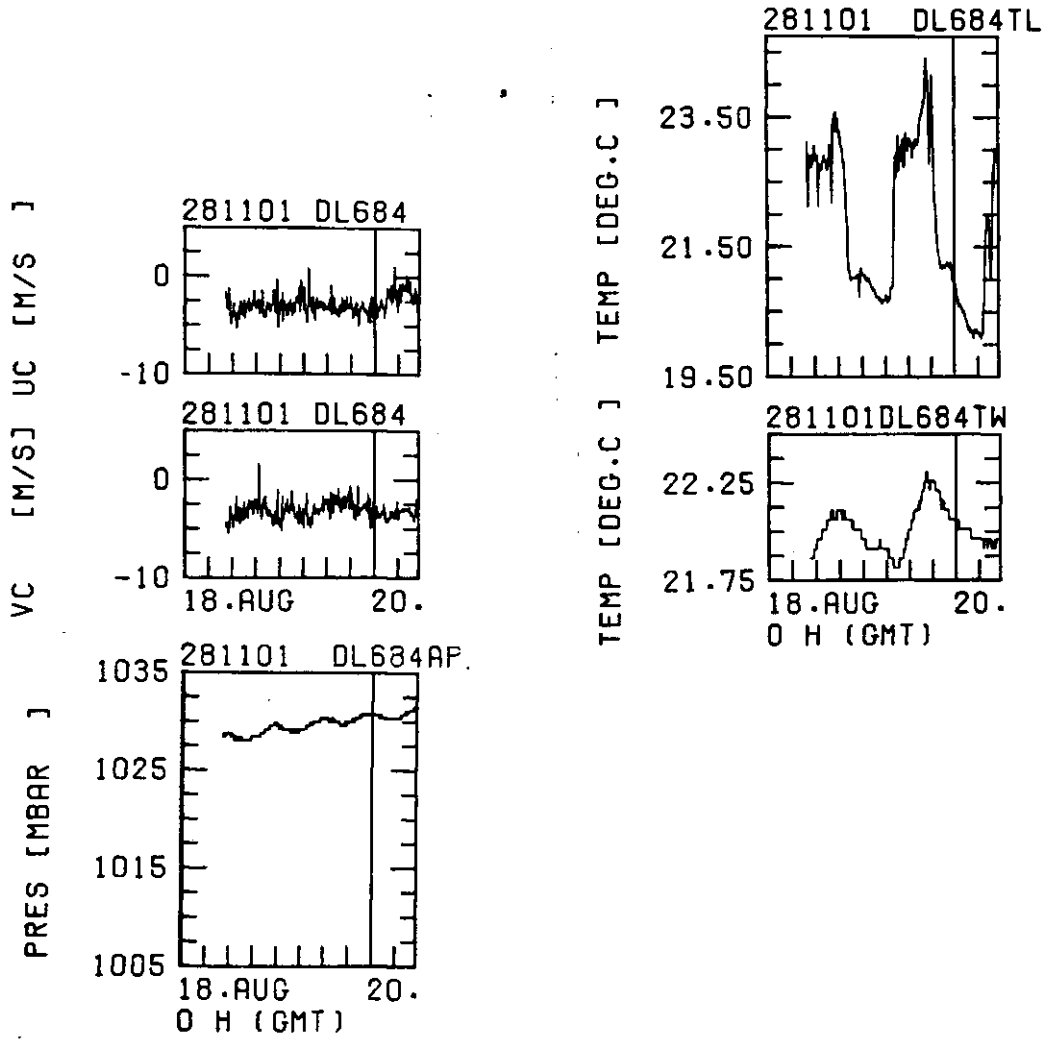 281101 DL684TL
TEMP [DEG.C ]
23.50
21.50
19.50
281101 DL684
UC [M/S ]
0
-10
281101 DL684
VC [M/S]
0
-10
18.AUG 20.
281101DL684TW
TEMP [DEG.C ]
22.25
21.75
18.AUG 20.
0 H (GMT)
281101 DL684AP.
PRES [MBAR ]
1035
1025
1015
1005
18.AUG 20.
0 H (GMT)